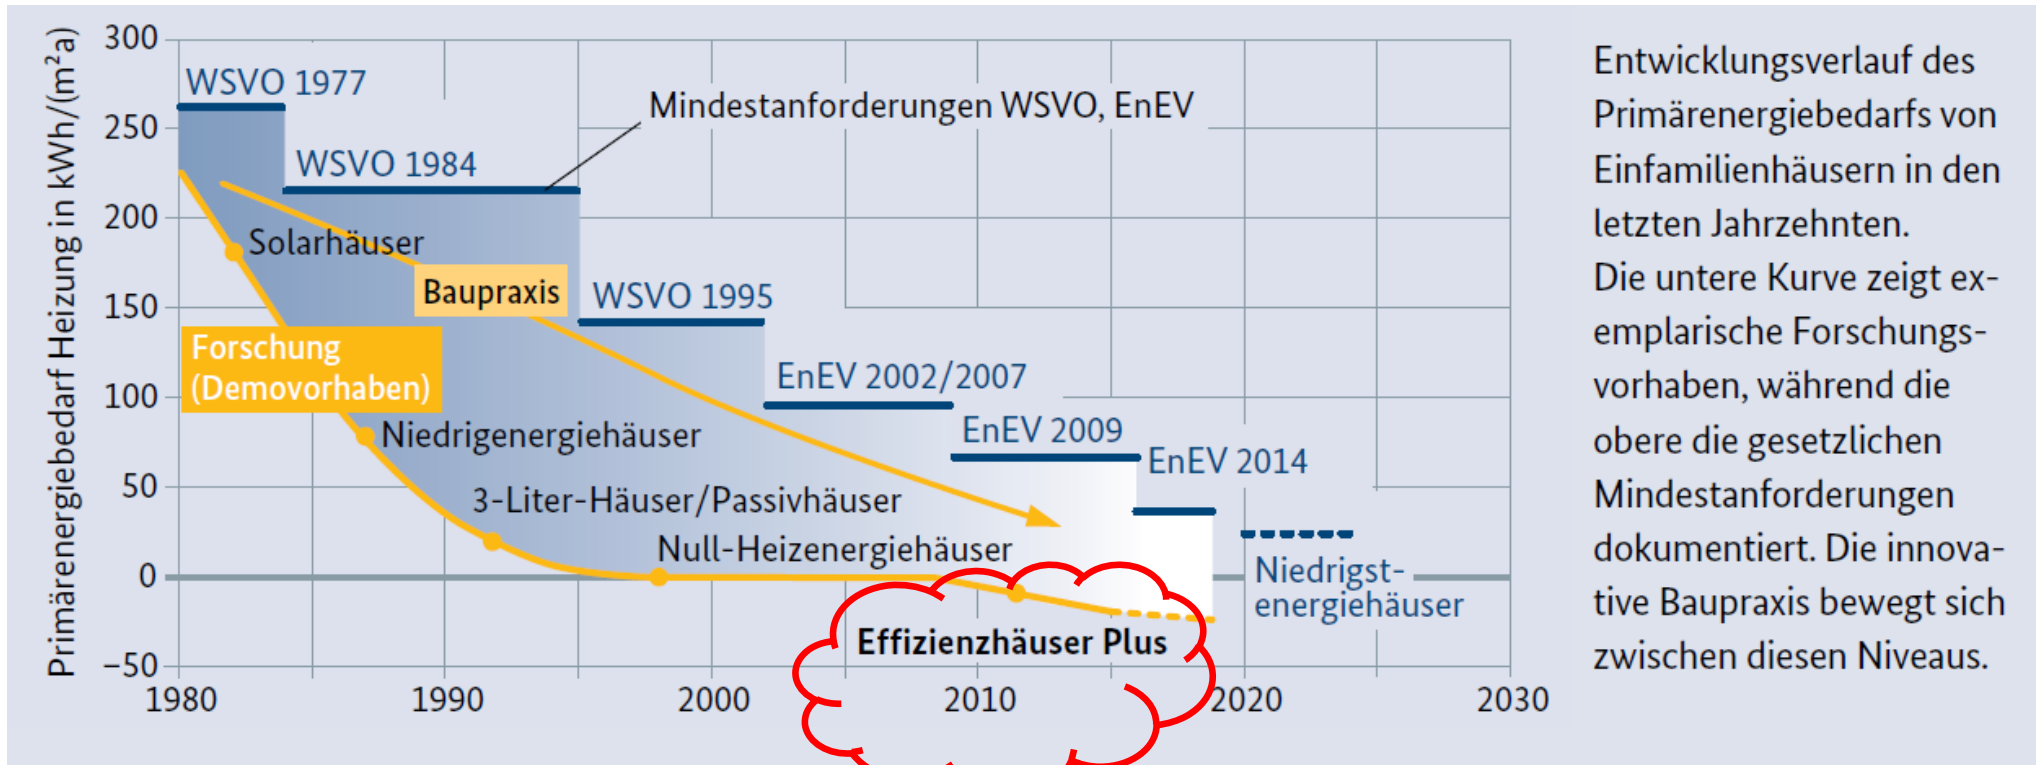 Primärenergiebedarf Heizung in kWh/(m²a)
300
250
200
150
100
50
0
−50
1980
1990
2000
2010
2020
2030
WSVO 1977
WSVO 1984
Mindestanforderungen WSVO, EnEV
Solarhäuser
Baupraxis
WSVO 1995
Forschung
(Demovorhaben)
EnEV 2002/2007
Niedrigenergiehäuser
EnEV 2009
EnEV 2014
3-Liter-Häuser/Passivhäuser
Null-Heizenergiehäuser
Niedrigst-
energiehäuser
Effizienzhäuser Plus
Entwicklungsverlauf des
Primärenergiebedarfs von
Einfamilienhäusern in den
letzten Jahrzehnten.
Die untere Kurve zeigt ex-
emplarische Forschungs-
vorhaben, während die
obere die gesetzlichen
Mindestanforderungen
dokumentiert. Die innova-
tive Baupraxis bewegt sich
zwischen diesen Niveaus.